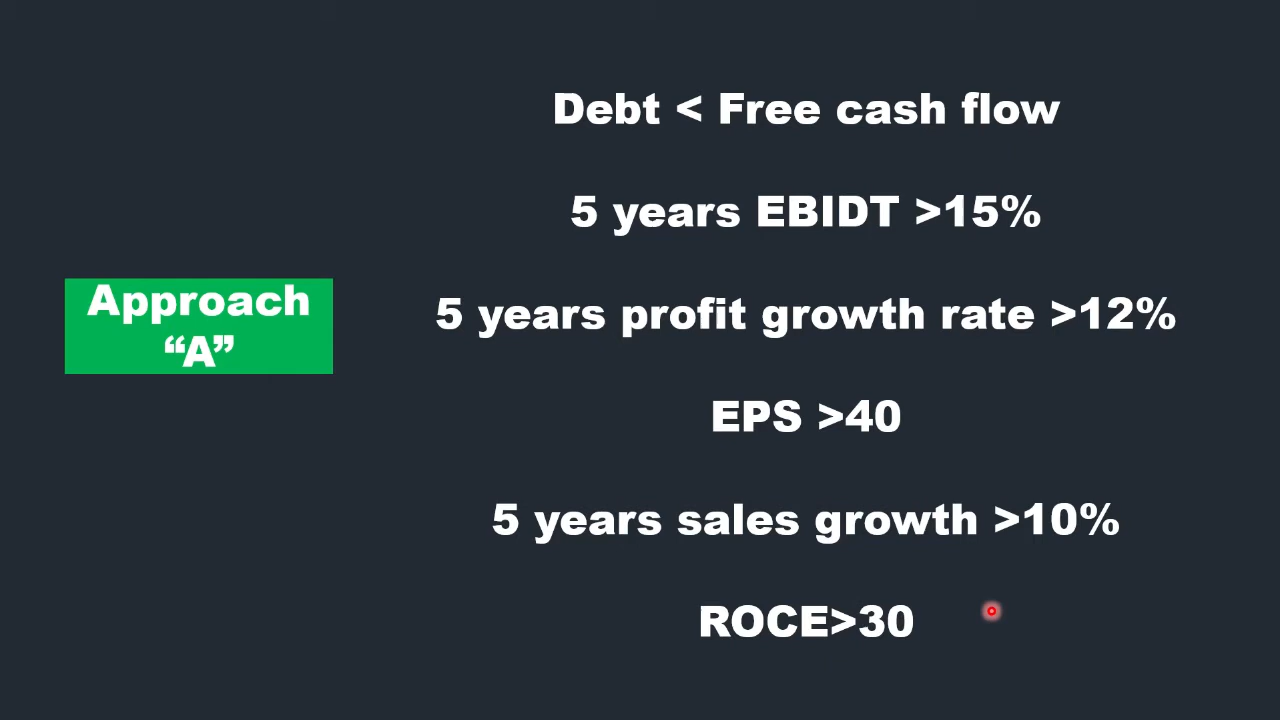 Debt < Free cash flow
5 years EBIDT >15%
Approach
“A”
5 years profit growth rate >12%
EPS >40
5 years sales growth >10%
ROCE>30